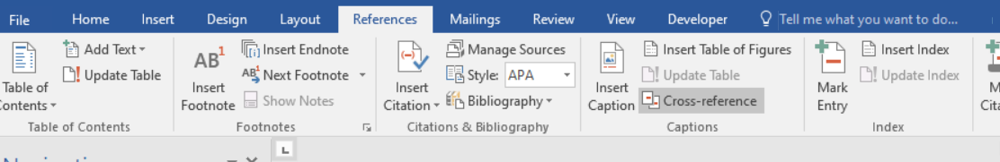 File Home Insert Design Layout References Mailings Review View Developer Tell me what you want to do...
Add Text Insert Endnote Manage Sources Insert Table of Figures Insert Index
AB1 AB1 Next Footnote Style: APA Update Table Update Index
Update Table
Table of Insert Insert Insert Mark
Contents Footnote Show Notes Citation Bibliography Caption Cross-reference Entry
Table of Contents Footnotes Citations & Bibliography Captions Index